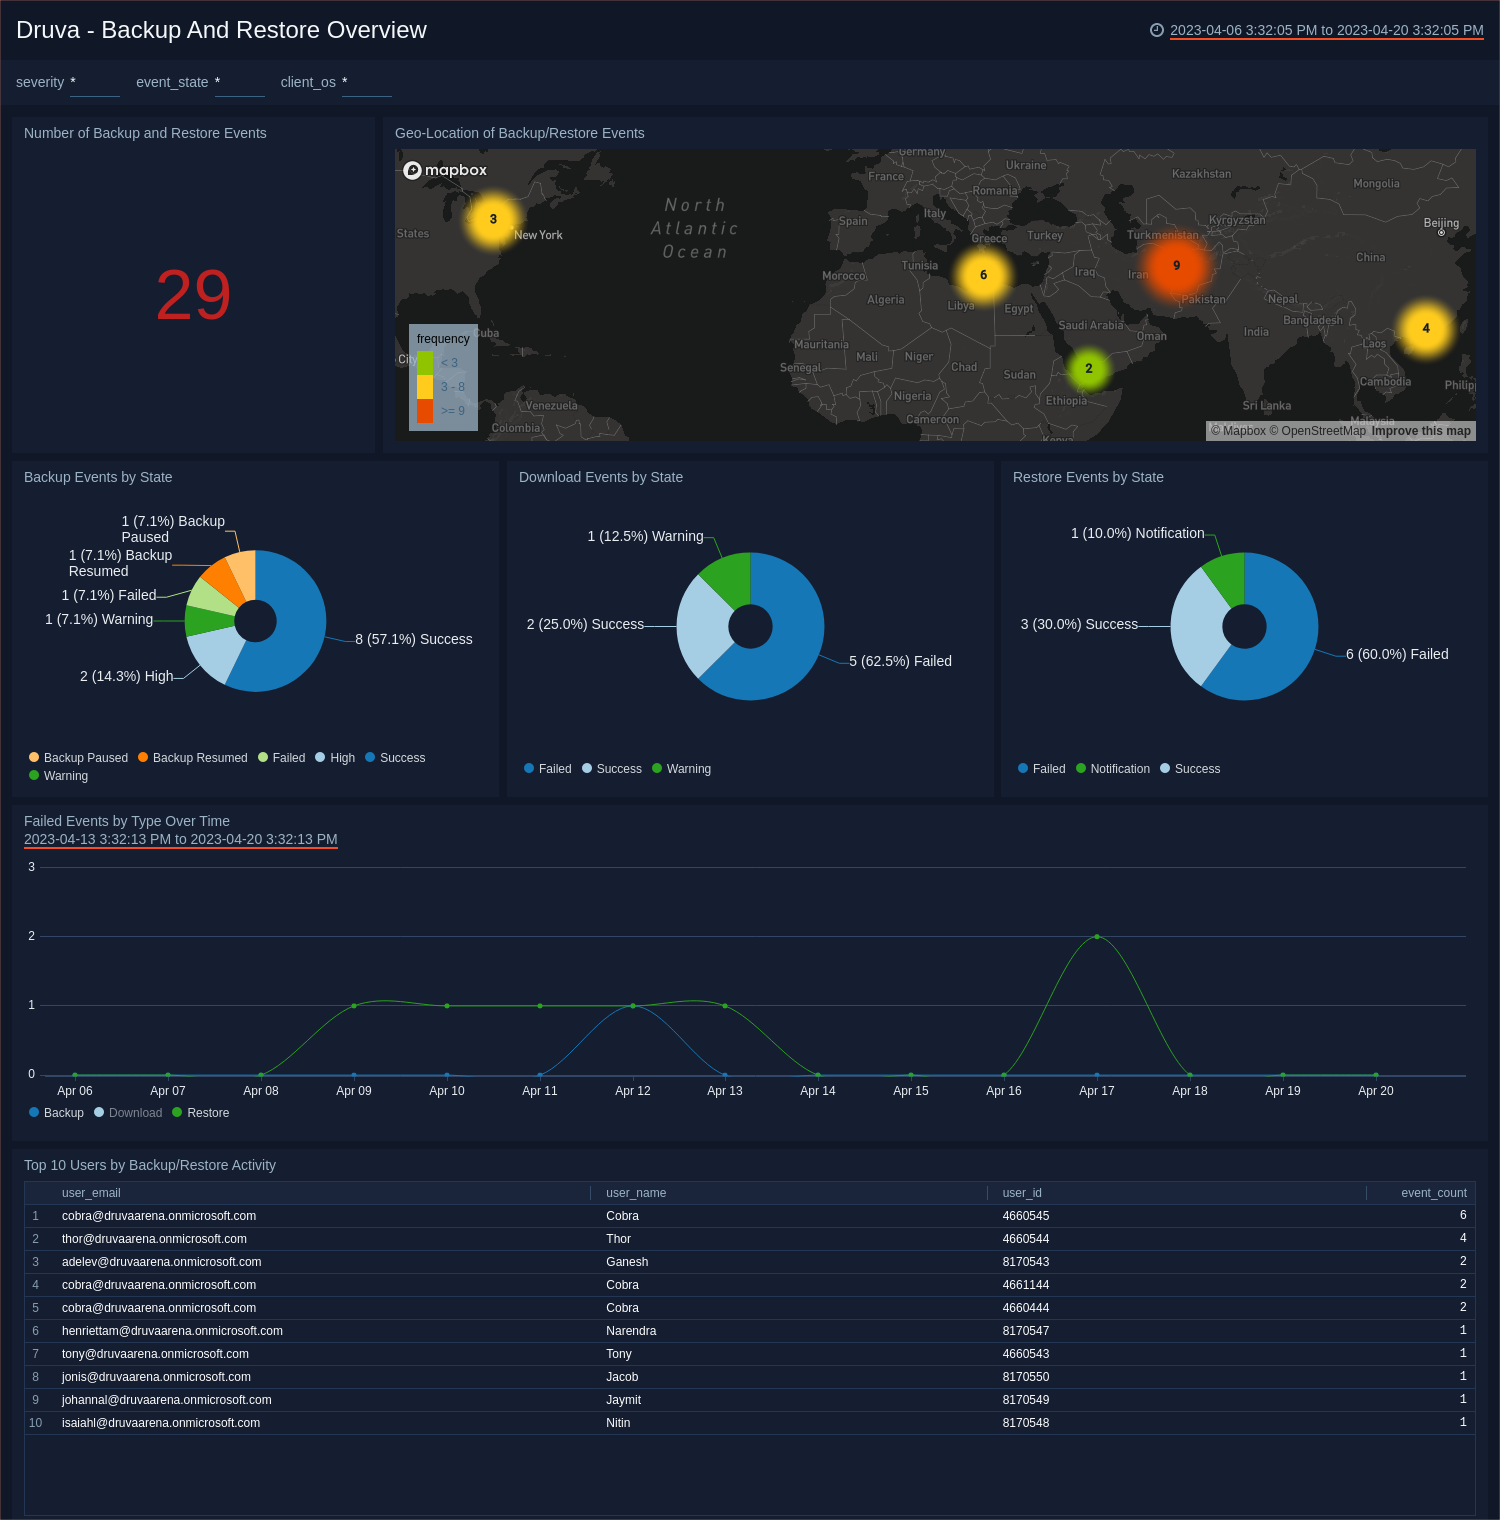 Druva - Backup And Restore Overview
2023-04-06 3:32:05 PM to 2023-04-20 3:32:05 PM
severity *
event_state *
client_os *
Number of Backup and Restore Events
29
Geo-Location of Backup/Restore Events
mapbox
Germany
Ukraine
France
Kazakhstan
Romania
Mongolia
North
Atlantic
Ocean
3
States
New York
Spain
Italy
Kyrgyzstan
Beijing
Greece
Turkey
Turkmenistan
China
Morocco
Tunisia
6
Iraq
Iran
9
Algeria
Libya
Egypt
Pakistan
Nepal
Bangladesh
Saudi Arabia
Oman
India
4
Cuba
frequency
< 3
3 - 8
>= 9
City
Mauritania
Mali
Niger
Chad
Sudan
2
Laos
Senegal
Nigeria
Ethiopia
Cambodia
Philip
Venezuela
Colombia
Cameroon
Kenya
Sri Lanka
Malaysia
© Mapbox © OpenStreetMap Improve this map
Backup Events by State
1 (7.1%) Backup
Paused
1 (7.1%) Backup
Resumed
1 (7.1%) Failed
1 (7.1%) Warning
8 (57.1%) Success
2 (14.3%) High
Backup Paused
Backup Resumed
Failed
High
Success
Warning
Download Events by State
1 (12.5%) Warning
2 (25.0%) Success
5 (62.5%) Failed
Failed
Success
Warning
Restore Events by State
1 (10.0%) Notification
3 (30.0%) Success
6 (60.0%) Failed
Failed
Notification
Success
Failed Events by Type Over Time
2023-04-13 3:32:13 PM to 2023-04-20 3:32:13 PM
3
2
1
0
Apr 06 Apr 07 Apr 08 Apr 09 Apr 10 Apr 11 Apr 12 Apr 13 Apr 14 Apr 15 Apr 16 Apr 17 Apr 18 Apr 19 Apr 20
Backup Download Restore
Top 10 Users by Backup/Restore Activity
user_email user_name user_id event_count
1 cobra@druvaarena.onmicrosoft.com Cobra 4660545 6
2 thor@druvaarena.onmicrosoft.com Thor 4660544 4
3 adelev@druvaarena.onmicrosoft.com Ganesh 8170543 2
4 cobra@druvaarena.onmicrosoft.com Cobra 4661144 2
5 cobra@druvaarena.onmicrosoft.com Cobra 4660444 2
6 henriettam@druvaarena.onmicrosoft.com Narendra 8170547 1
7 tony@druvaarena.onmicrosoft.com Tony 4660543 1
8 jonis@druvaarena.onmicrosoft.com Jacob 8170550 1
9 johannal@druvaarena.onmicrosoft.com Jaymit 8170549 1
10 isaiahl@druvaarena.onmicrosoft.com Nitin 8170548 1